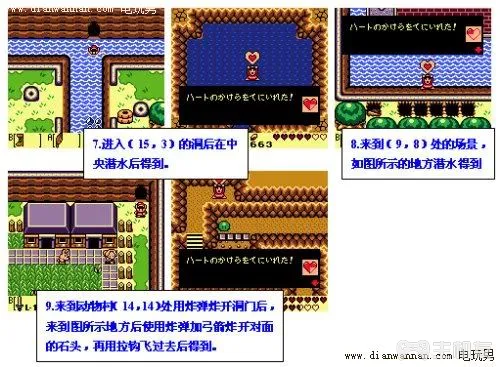 www.dianwannan.com 电玩男
ハートのかけらをてにいれた!
ハートのかけらをてにいれた!
B
A
663
7.进入(15,3)的洞后在中
央潜水后得到。
8.来到(9,8)处的场景,
如图所示的地方潜水得到
ハートのかけらをてにいれた!
9.来到动物村(14,14)处用炸弹炸开洞门后,
来到图所示地方后使用炸弹加弓箭炸开对面
的石头,再用拉钩飞过去后得到。
www.dianwannan.com 电玩男